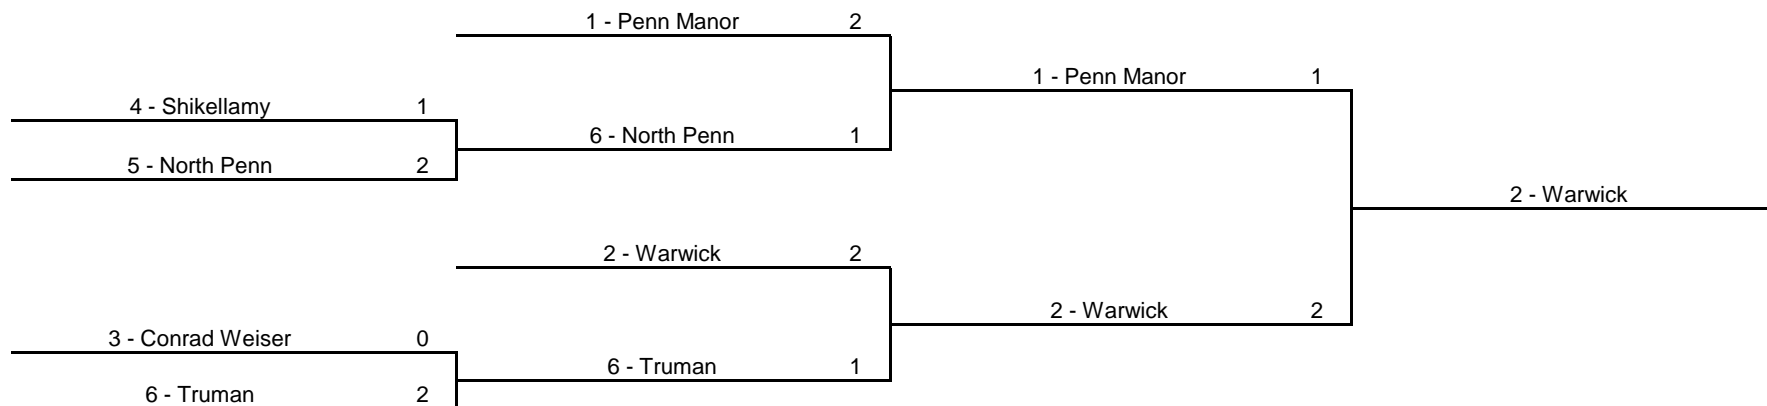 1 - Penn Manor 2
1 - Penn Manor 1
4 - Shikellamy 1
6 - North Penn 1
5 - North Penn 2
2 - Warwick
2 - Warwick 2
2 - Warwick 2
3 - Conrad Weiser 0
6 - Truman 1
6 - Truman 2